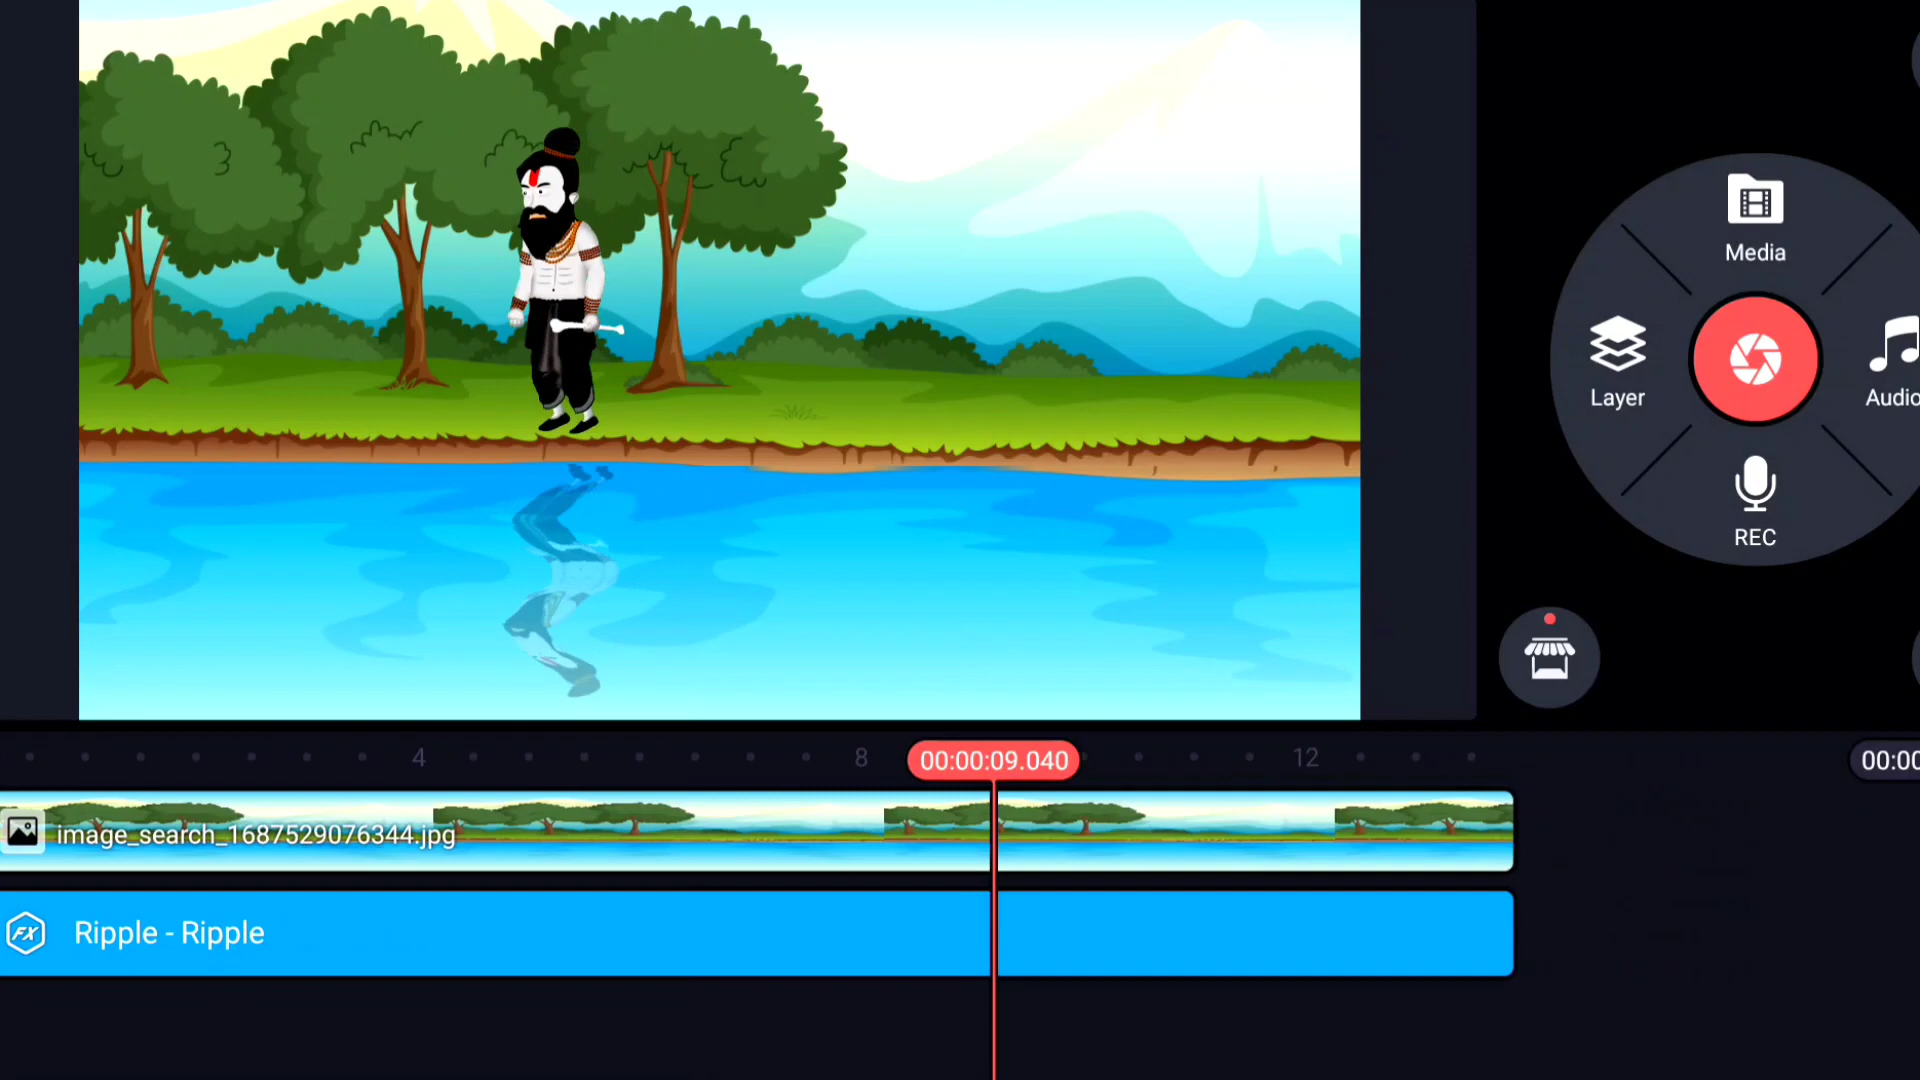 Media
Layer
Audio
REC
4
8
00:00:09.040
12
00:00
image_search_1687529076344.jpg
FX
Ripple - Ripple